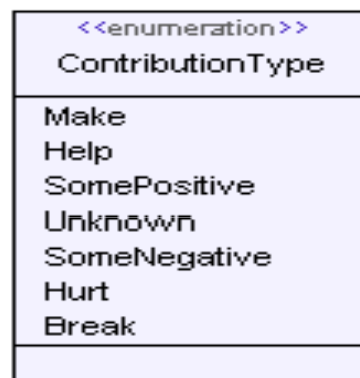 <<enumeration>>
ContributionType
Make
Help
SomePositive
Unknown
SomeNegative
Hurt
Break